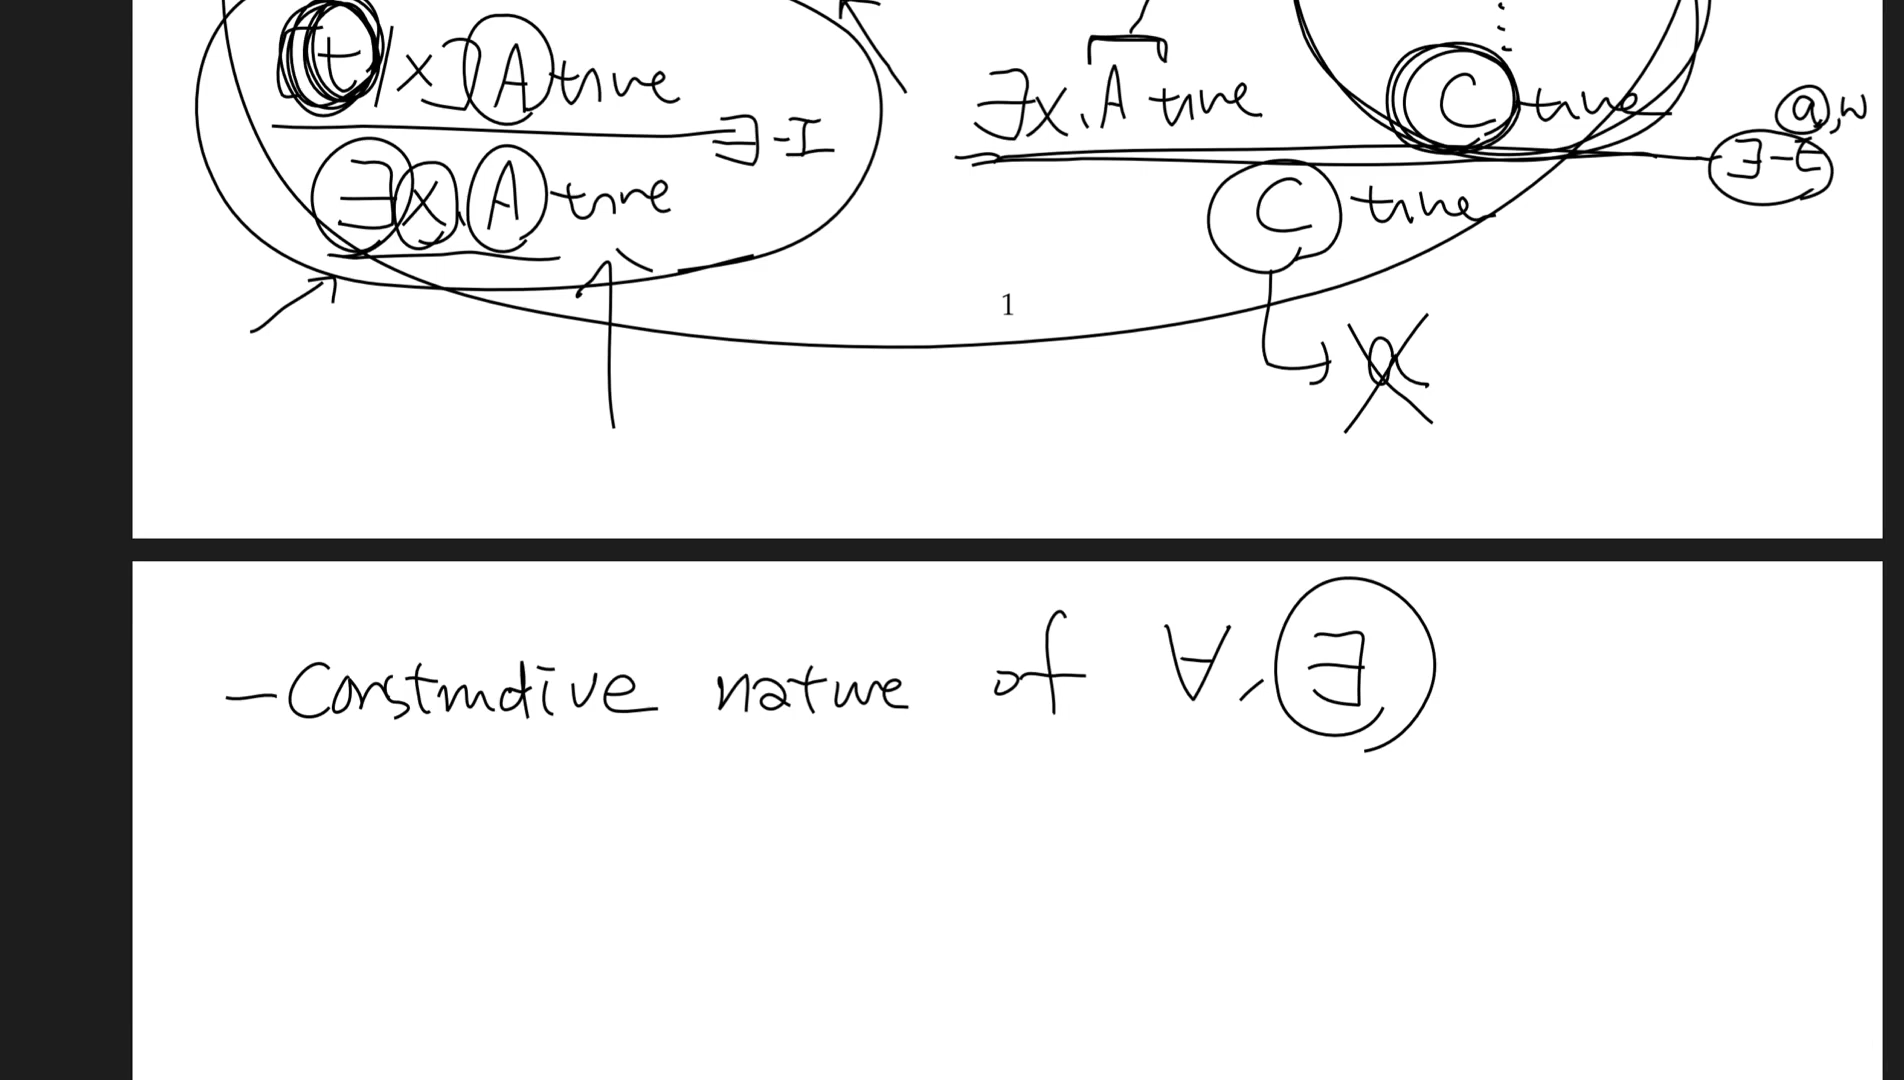 [t/x]A true
∃x.A true C true
∃-I @,w
∃-E
∃x.A true C true
1
a
-Constructive nature of ∀, ∃